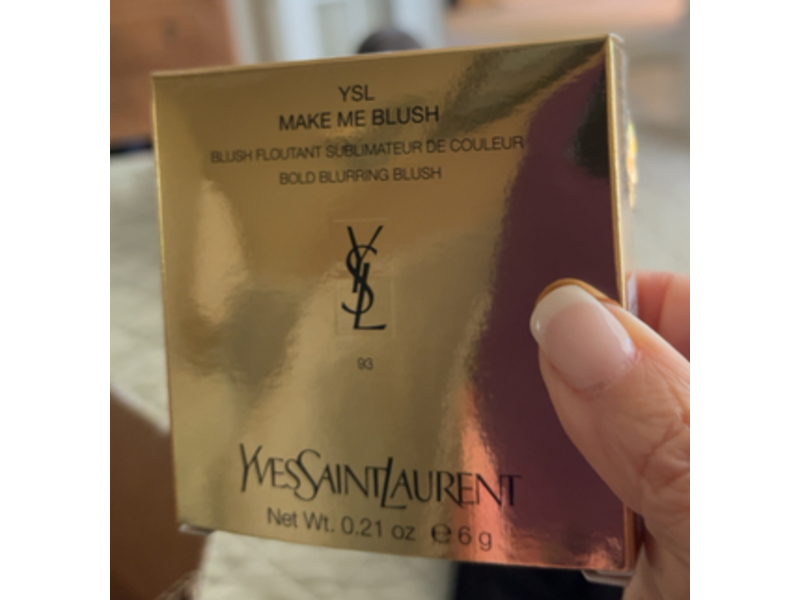 YSL
MAKE ME BLUSH
BLUSH FLOUTANT SUBLIMATEUR DE COULEUR
BOLD BLURRING BLUSH
YSL
93
YVESSAINTLAURENT
Net Wt. 0.21 oz ℮ 6 g